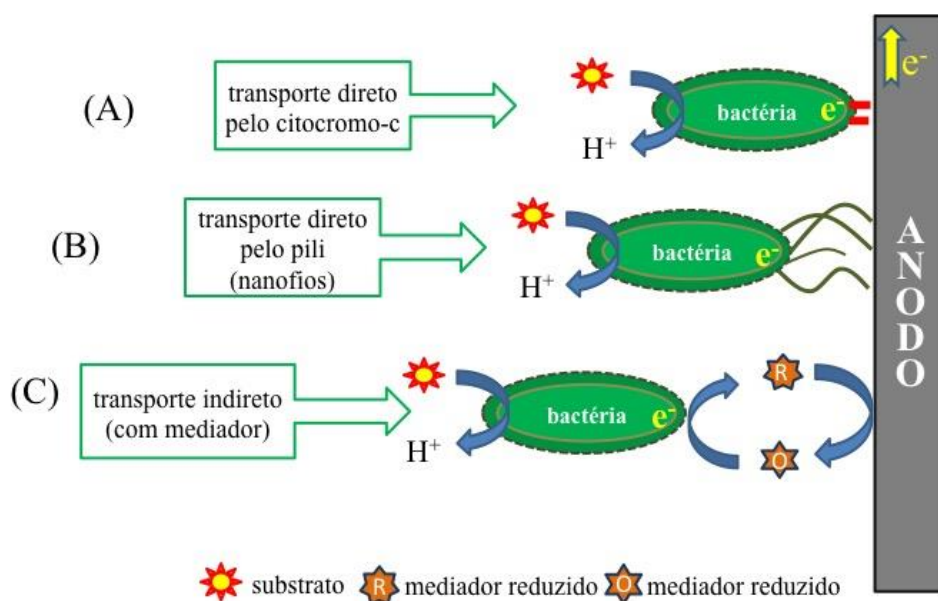 (A)
transporte direto
pelo citocromo-c
H+
bactéria
e-
e-
(B)
transporte direto
pelo pili
(nanofios)
H+
bactéria
e-
ANODO
(C)
transporte indireto
(com mediador)
H+
bactéria
e-
R
O
substrato
R mediador reduzido
O mediador reduzido